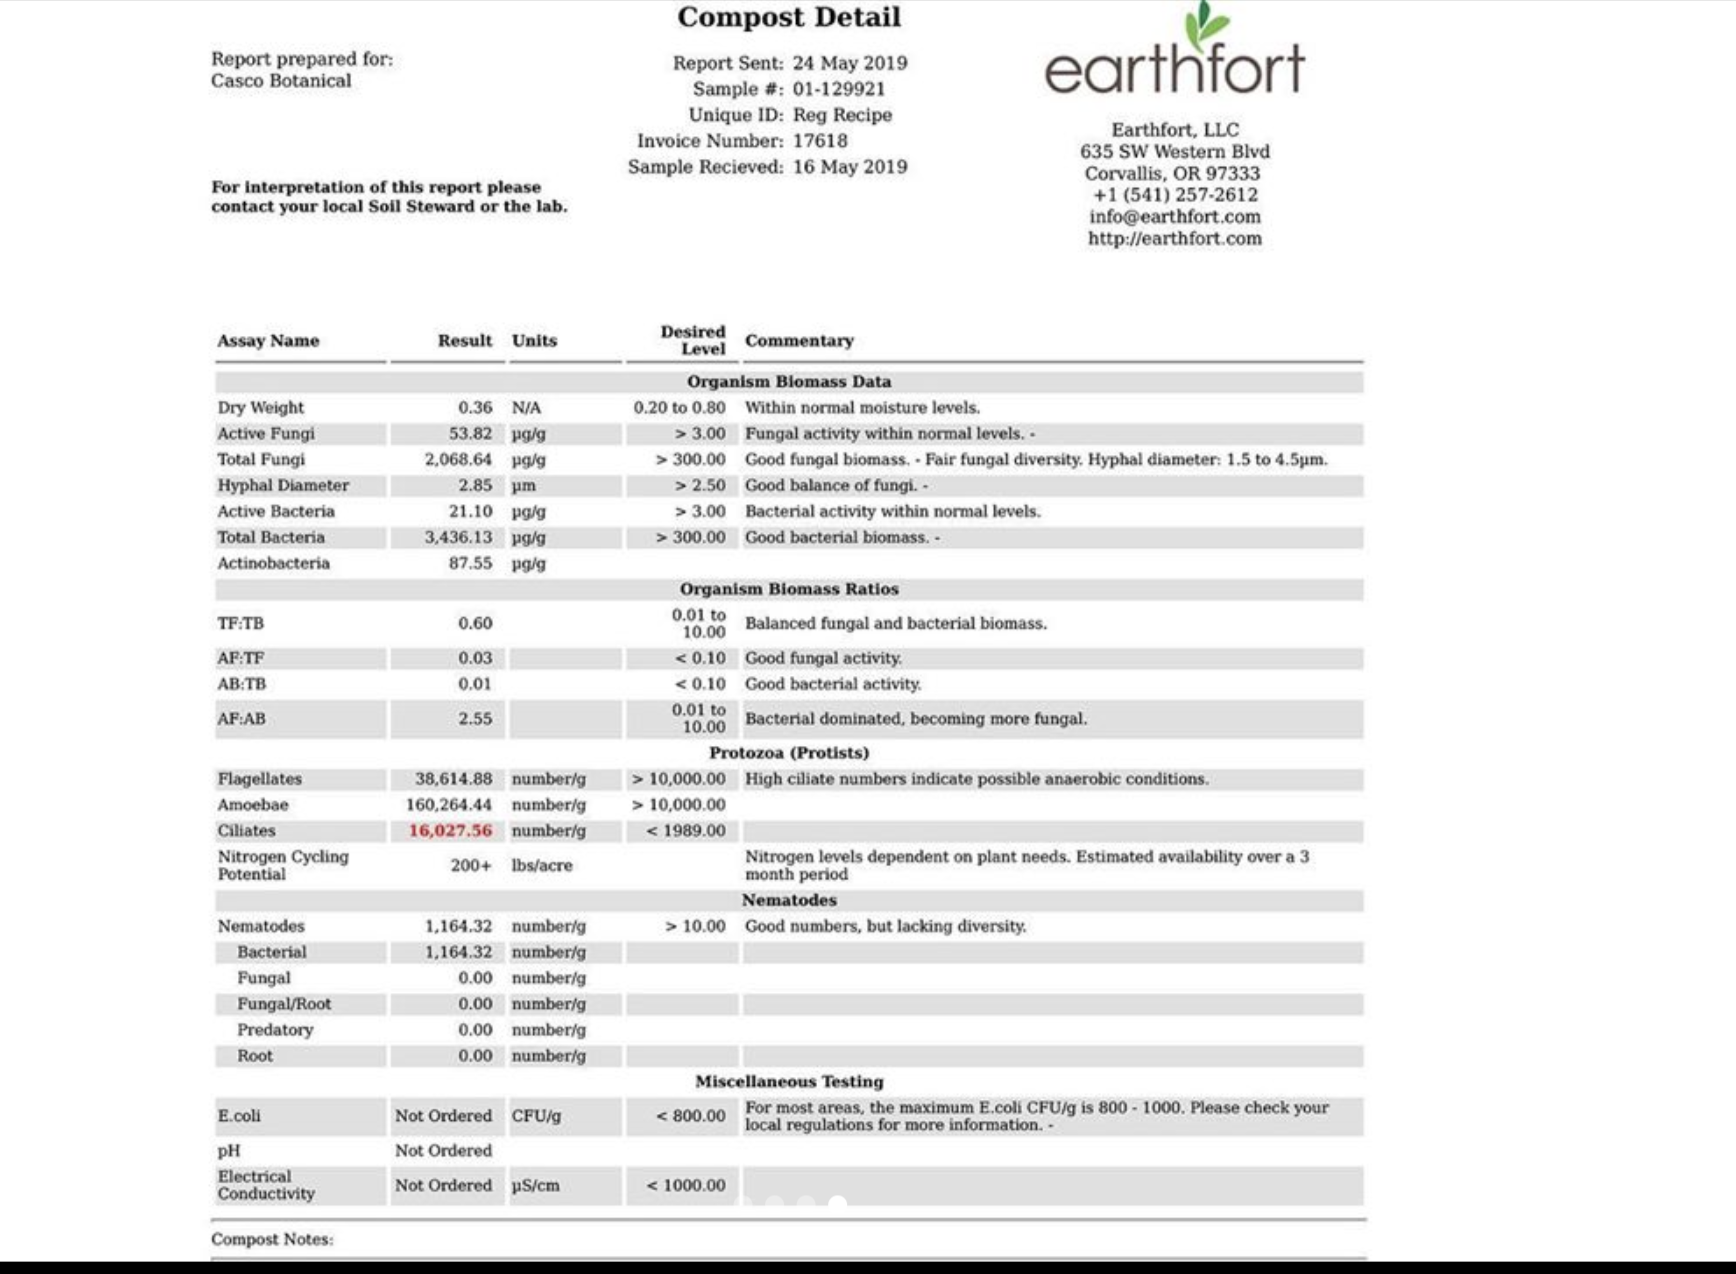 Compost Detail
Report prepared for:
Casco Botanical
For interpretation of this report please
contact your local Soil Steward or the lab.
Report Sent: 24 May 2019
Sample #: 01-129921
Unique ID: Reg Recipe
Invoice Number: 17618
Sample Recieved: 16 May 2019
earthfort
Earthfort, LLC
635 SW Western Blvd
Corvallis, OR 97333
+1 (541) 257-2612
info@earthfort.com
http://earthfort.com
Assay Name Result Units Desired Level Commentary
Organism Biomass Data
Dry Weight 0.36 N/A 0.20 to 0.80 Within normal moisture levels.
Active Fungi 53.82 µg/g > 3.00 Fungal activity within normal levels. -
Total Fungi 2,068.64 µg/g > 300.00 Good fungal biomass. - Fair fungal diversity. Hyphal diameter: 1.5 to 4.5µm.
Hyphal Diameter 2.85 µm > 2.50 Good balance of fungi. -
Active Bacteria 21.10 µg/g > 3.00 Bacterial activity within normal levels.
Total Bacteria 3,436.13 µg/g > 300.00 Good bacterial biomass. -
Actinobacteria 87.55 µg/g
Organism Biomass Ratios
TF:TB 0.60 0.01 to 10.00 Balanced fungal and bacterial biomass.
AF:TF 0.03 < 0.10 Good fungal activity.
AB:TB 0.01 < 0.10 Good bacterial activity.
AF:AB 2.55 0.01 to 10.00 Bacterial dominated, becoming more fungal.
Protozoa (Protists)
Flagellates 38,614.88 number/g > 10,000.00 High ciliate numbers indicate possible anaerobic conditions.
Amoebae 160,264.44 number/g > 10,000.00
Ciliates 16,027.56 number/g < 1989.00
Nitrogen Cycling Potential 200+ lbs/acre Nitrogen levels dependent on plant needs. Estimated availability over a 3 month period
Nematodes
Nematodes 1,164.32 number/g > 10.00 Good numbers, but lacking diversity.
Bacterial 1,164.32 number/g
Fungal 0.00 number/g
Fungal/Root 0.00 number/g
Predatory 0.00 number/g
Root 0.00 number/g
Miscellaneous Testing
E.coli Not Ordered CFU/g < 800.00 For most areas, the maximum E.coli CFU/g is 800 - 1000. Please check your local regulations for more information. -
pH Not Ordered
Electrical Conductivity Not Ordered µS/cm < 1000.00
Compost Notes: